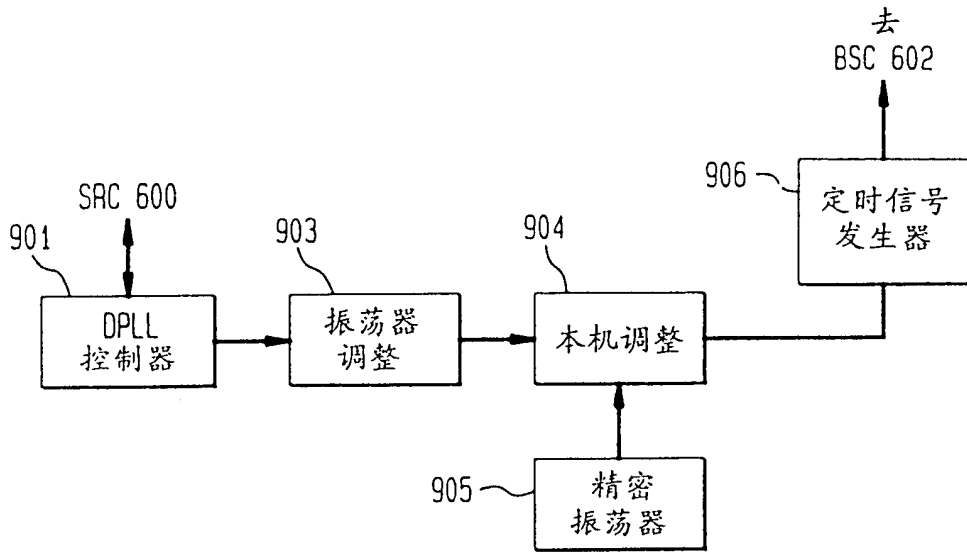 去
BSC 602
906
定时信号
发生器
SRC 600
901
903
904
DPLL
控制器
振荡器
调整
本机调整
905
精密
振荡器